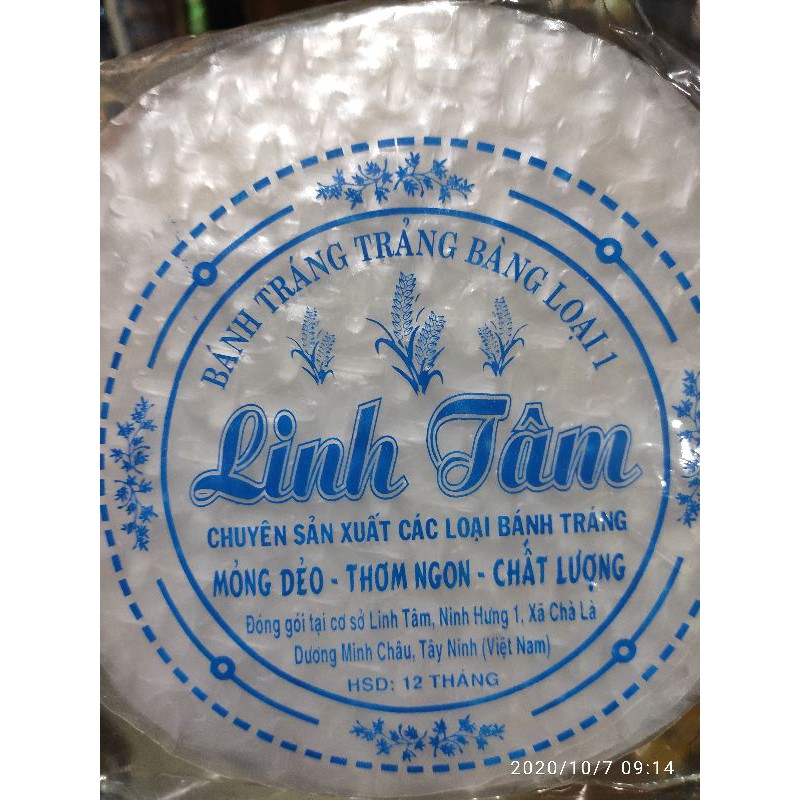 BÁNH TRÁNG TRẢNG BÀNG LOẠI 1
Linh Tâm
CHUYÊN SẢN XUẤT CÁC LOẠI BÁNH TRÁNG
MỎNG DẺO - THƠM NGON - CHẤT LƯỢNG
Đóng gói tại cơ sở Linh Tâm, Ninh Hưng 1, Xã Chà Là
Dương Minh Châu, Tây Ninh (Việt Nam)
HSD: 12 THÁNG
2020/10/7 09:14